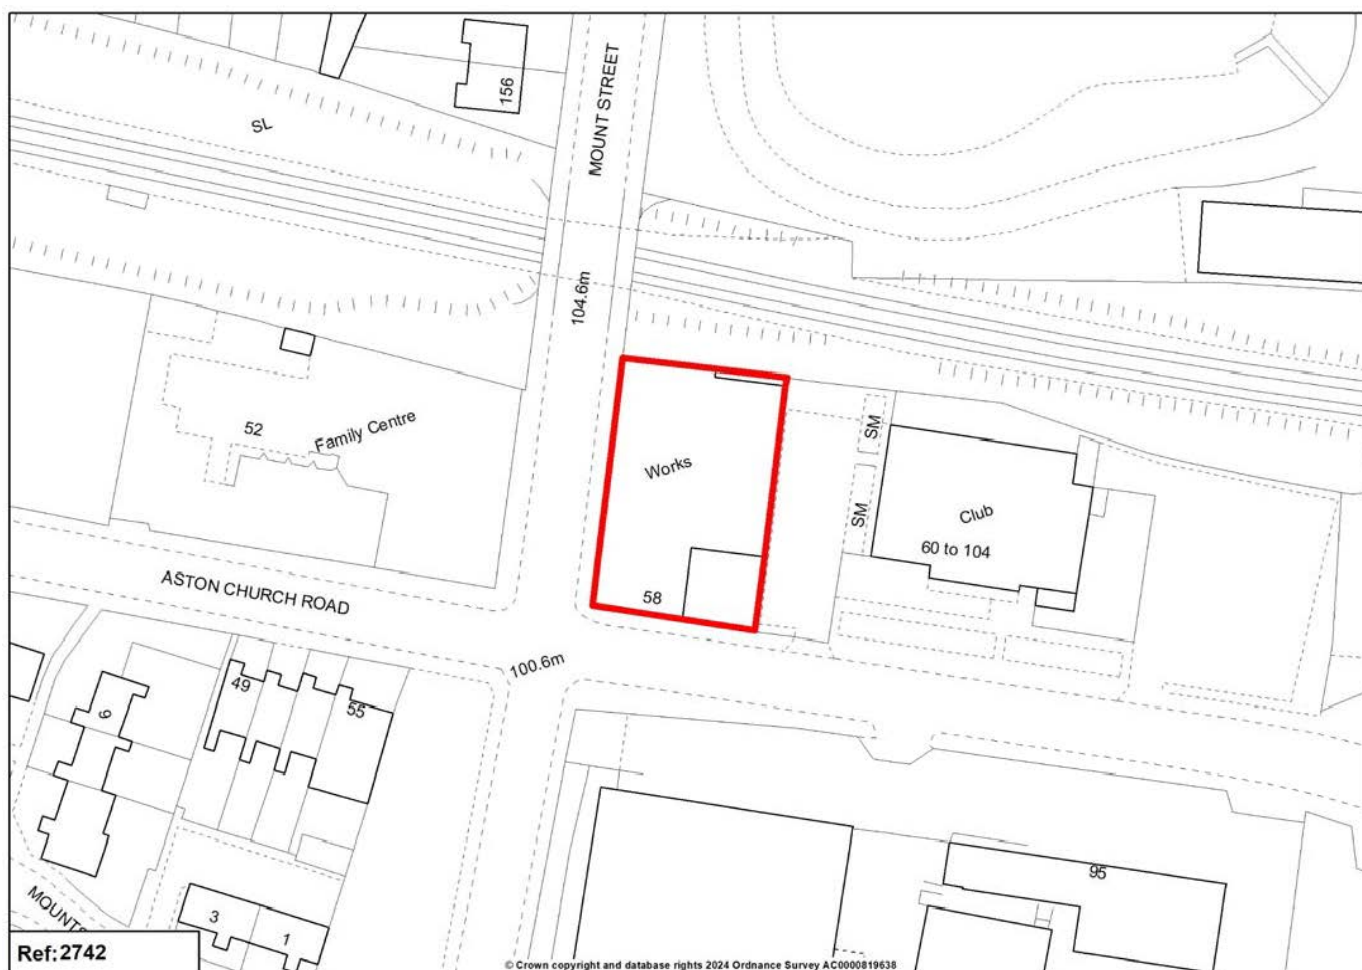 156
MOUNT STREET
SL
104.6m
52
Family Centre
Works
SM
SM
Club
60 to 104
58
ASTON CHURCH ROAD
100.6m
49
55
9
95
MOUNTS
3
1
Ref:2742
© Crown copyright and database rights 2024 Ordnance Survey AC0000819638